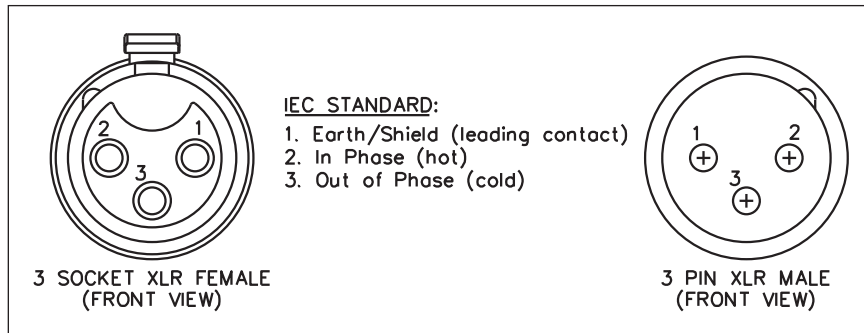 2
1
3
3 SOCKET XLR FEMALE
(FRONT VIEW)
IEC STANDARD:
1. Earth/Shield (leading contact)
2. In Phase (hot)
3. Out of Phase (cold)
1
2
3
3 PIN XLR MALE
(FRONT VIEW)